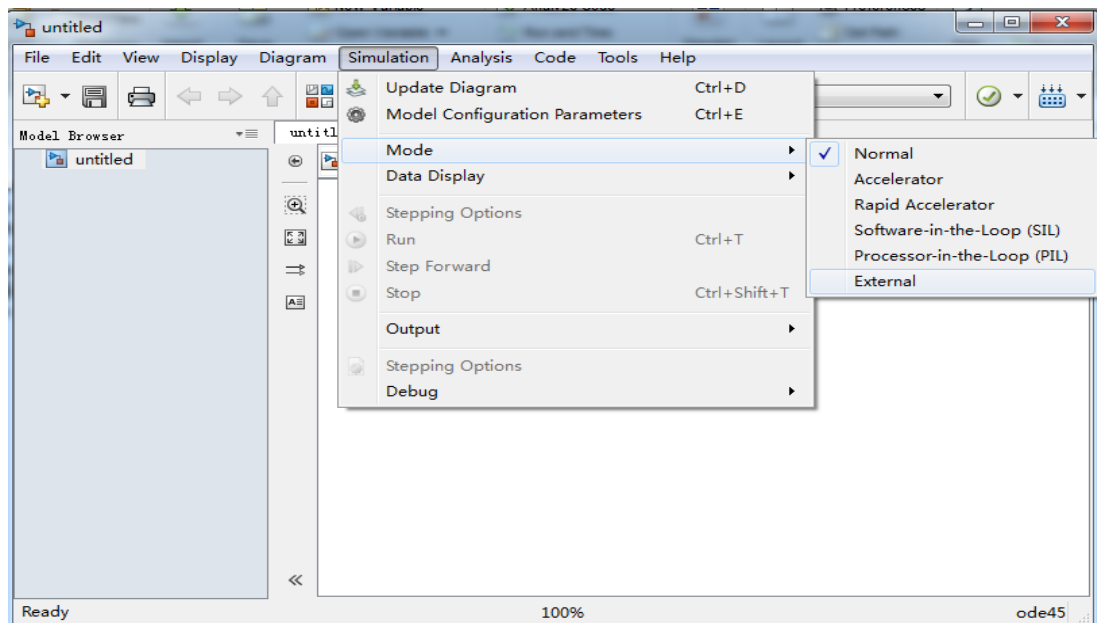 untitled
File Edit View Display Diagram Simulation Analysis Code Tools Help
Model Browser
untitl
untitled
Update Diagram Ctrl+D
Model Configuration Parameters Ctrl+E
Mode
Data Display
Stepping Options
Run Ctrl+T
Step Forward
Stop Ctrl+Shift+T
Output
Stepping Options
Debug
Normal
Accelerator
Rapid Accelerator
Software-in-the-Loop (SIL)
Processor-in-the-Loop (PIL)
External
Ready 100% ode45